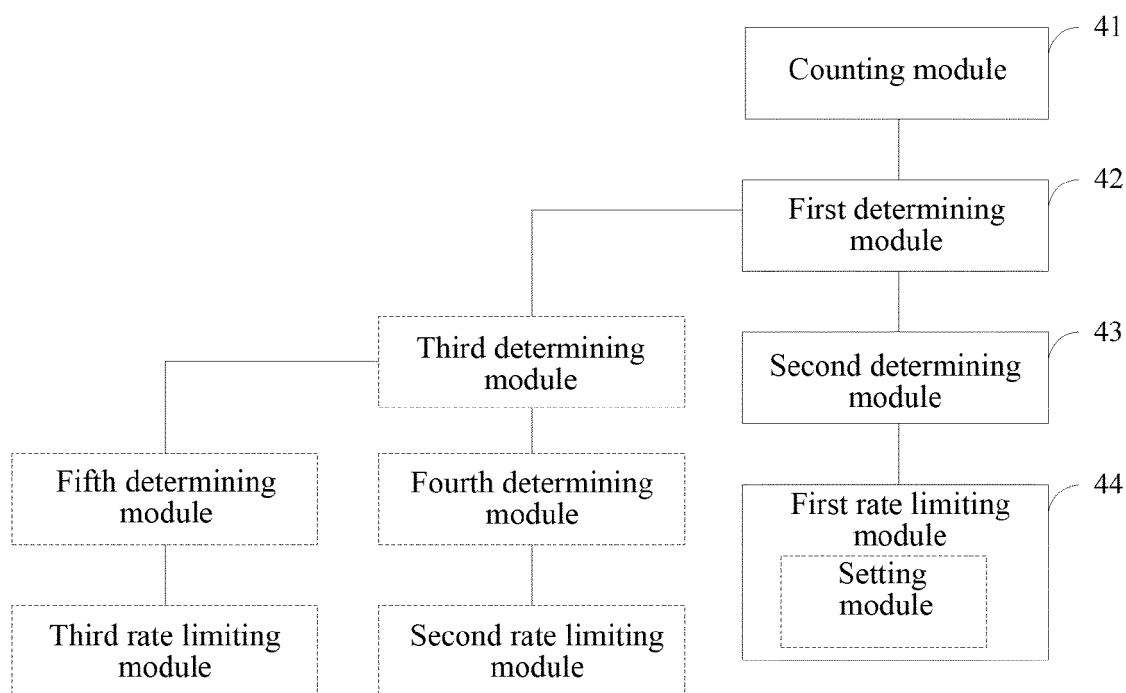 41
Counting module
42
First determining
module
43
Third determining
module
Second determining
module
44
Fifth determining
module
Fourth determining
module
First rate limiting
module
Setting
module
Third rate limiting
module
Second rate limiting
module